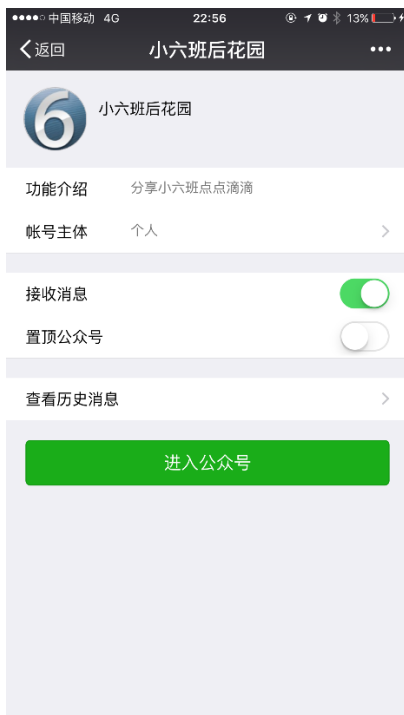 中国移动 4G 22:56 13%
返回 小六班后花园
6 小六班后花园
功能介绍 分享小六班点点滴滴
帐号主体 个人
接收消息
置顶公众号
查看历史消息
进入公众号